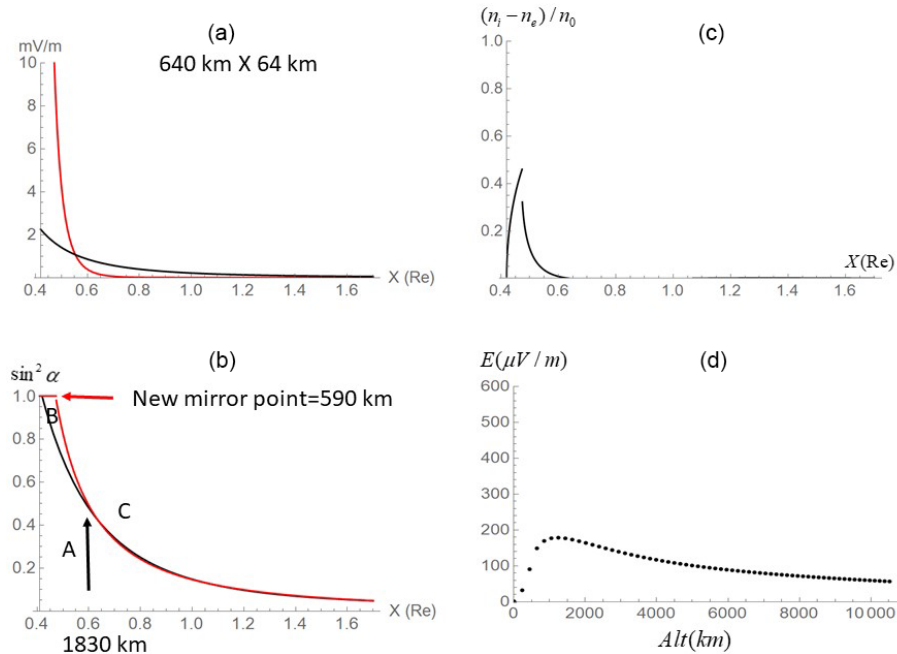 (a)
mV/m
640 km X 64 km
10
8
6
4
2
X (Re)
0.4 0.6 0.8 1.0 1.2 1.4 1.6
(n_i − n_e) / n_0
(c)
1.0
0.8
0.6
0.4
0.2
X(Re)
0.4 0.6 0.8 1.0 1.2 1.4 1.6
(b)
sin² α
New mirror point=590 km
1.0
B
0.8
0.6
C
0.4
A
0.2
X (Re)
0.4 0.6 0.8 1.0 1.2 1.4 1.6
1830 km
E(μV / m)
(d)
600
500
400
300
200
100
0
0 2000 4000 6000 8000 10000
Alt(km)